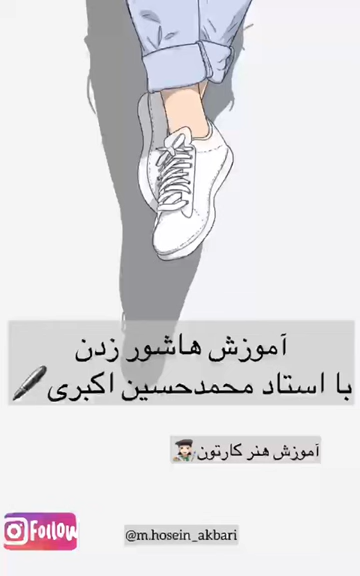 آموزش هاشور زدن
با استاد محمدحسین اکبری
آموزش هنر کارتون
Follow
@m.hosein_akbari